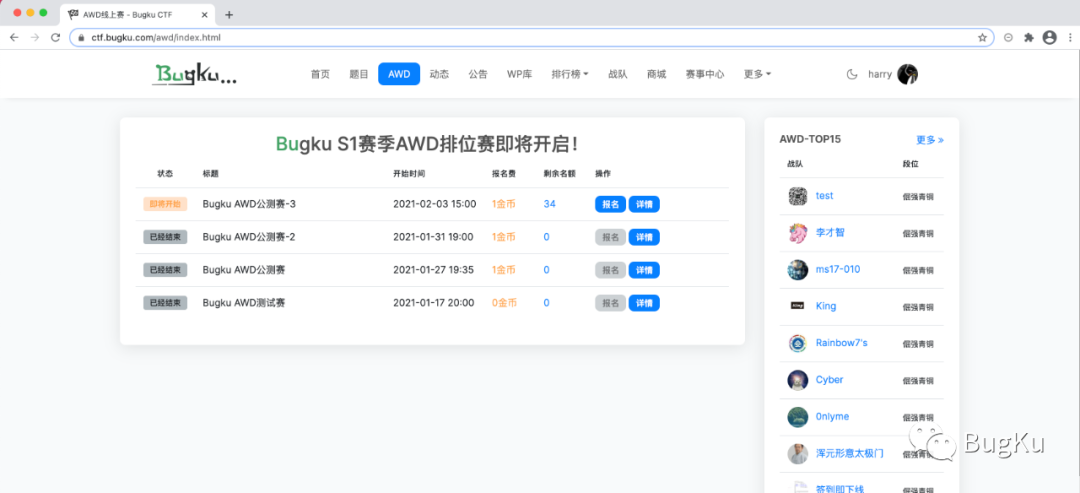 AWD线上赛 - Bugku CTF
ctf.bugku.com/awd/index.html
Bugku...
首页 题目 AWD 动态 公告 WP库 排行榜 战队 商城 赛事中心 更多 harry
Bugku S1赛季AWD排位赛即将开启!
状态 标题 开始时间 报名费 剩余名额 操作
即将开始 Bugku AWD公测赛-3 2021-02-03 15:00 1金币 34 报名 详情
已经结束 Bugku AWD公测赛-2 2021-01-31 19:00 1金币 0 报名 详情
已经结束 Bugku AWD公测赛 2021-01-27 19:35 1金币 0 报名 详情
已经结束 Bugku AWD测试赛 2021-01-17 20:00 0金币 0 报名 详情
AWD-TOP15 更多 »
战队 段位
test 倔强青铜
李才智 倔强青铜
ms17-010 倔强青铜
King 倔强青铜
Rainbow7's 倔强青铜
Cyber 倔强青铜
0nlyme 倔强青铜
浑元形意太极门 倔强青铜
签到即下线 倔强青铜
BugKu